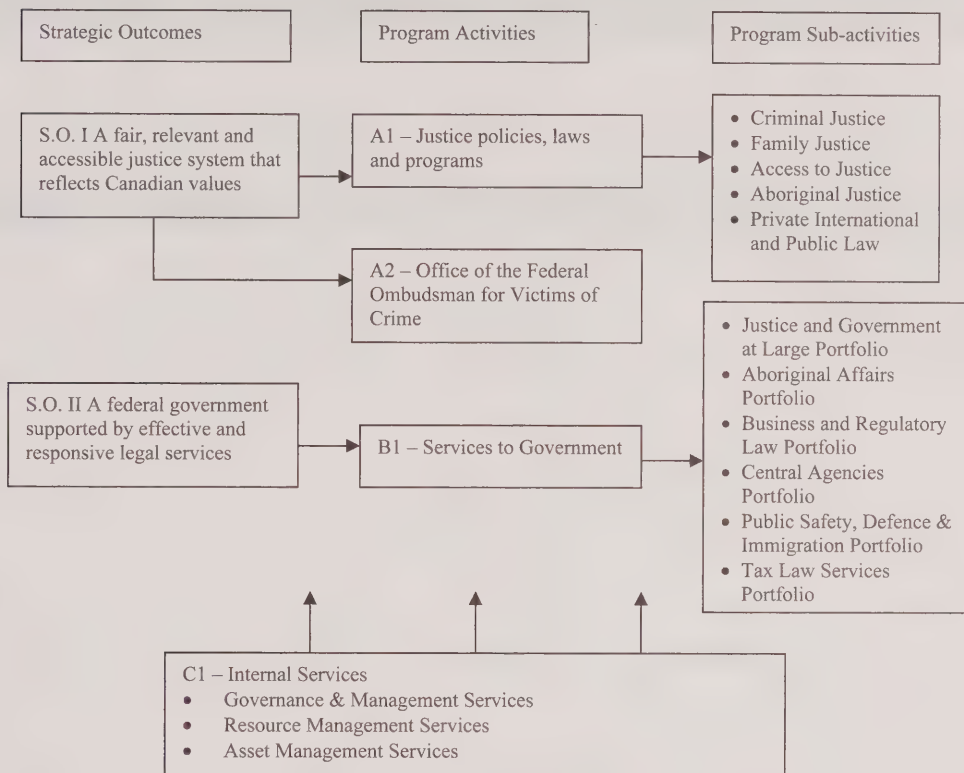 Strategic Outcomes
Program Activities
Program Sub-activities
S.O. I A fair, relevant and
accessible justice system that
reflects Canadian values
A1 – Justice policies, laws
and programs
• Criminal Justice
• Family Justice
• Access to Justice
• Aboriginal Justice
• Private International
and Public Law
A2 – Office of the Federal
Ombudsman for Victims of
Crime
S.O. II A federal government
supported by effective and
responsive legal services
B1 – Services to Government
• Justice and Government
at Large Portfolio
• Aboriginal Affairs
Portfolio
• Business and Regulatory
Law Portfolio
• Central Agencies
Portfolio
• Public Safety, Defence &
Immigration Portfolio
• Tax Law Services
Portfolio
C1 – Internal Services
• Governance & Management Services
• Resource Management Services
• Asset Management Services